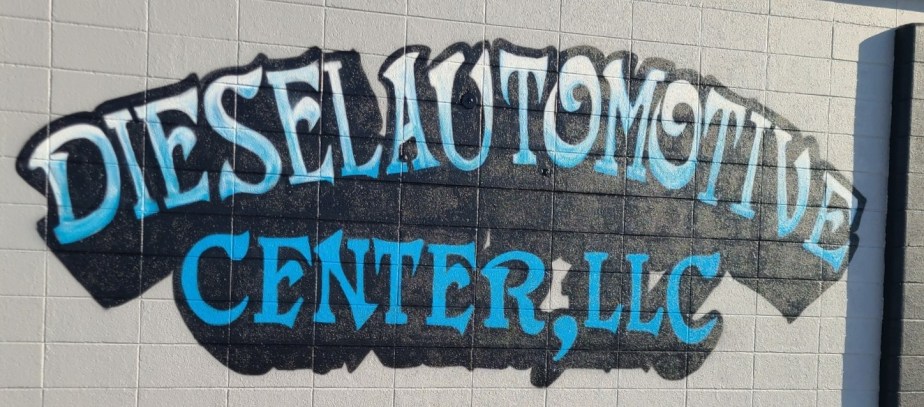 DIESELAUTOMOTIVE
CENTER, LLC